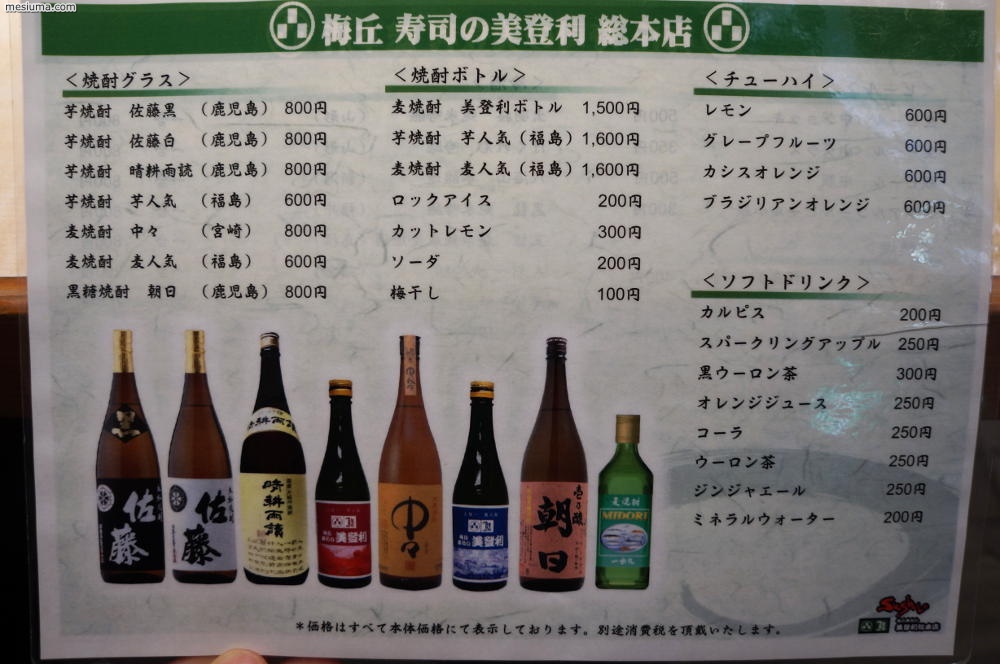 mesiuma.com
梅丘 寿司の美登利 総本店
＜焼酎グラス＞
芋焼酎 佐藤黒 （鹿児島） 800円
芋焼酎 佐藤白 （鹿児島） 800円
芋焼酎 晴耕雨読（鹿児島） 800円
芋焼酎 芋人気 （福島） 600円
麦焼酎 中々 （宮崎） 800円
麦焼酎 麦人気 （福島） 600円
黒糖焼酎 朝日 （鹿児島） 800円
＜焼酎ボトル＞
麦焼酎 美登利ボトル 1,500円
芋焼酎 芋人気（福島）1,600円
麦焼酎 麦人気（福島）1,600円
ロックアイス 200円
カットレモン 300円
ソーダ 200円
梅干し 100円
＜チューハイ＞
レモン 600円
グレープフルーツ 600円
カシスオレンジ 600円
ブラジリアンオレンジ 600円
＜ソフトドリンク＞
カルピス 200円
スパークリングアップル 250円
黒ウーロン茶 300円
オレンジジュース 250円
コーラ 250円
ウーロン茶 250円
ジンジャエール 250円
ミネラルウォーター 200円
佐藤
佐藤
晴耕雨讀
晴耕雨讀
美登利
中々
美登利
壱乃醸
朝日
麦焼酎
MIDORI
＊価格はすべて本体価格にて表示しております。別途消費税を頂戴いたします。
Sushi
美登利総本店